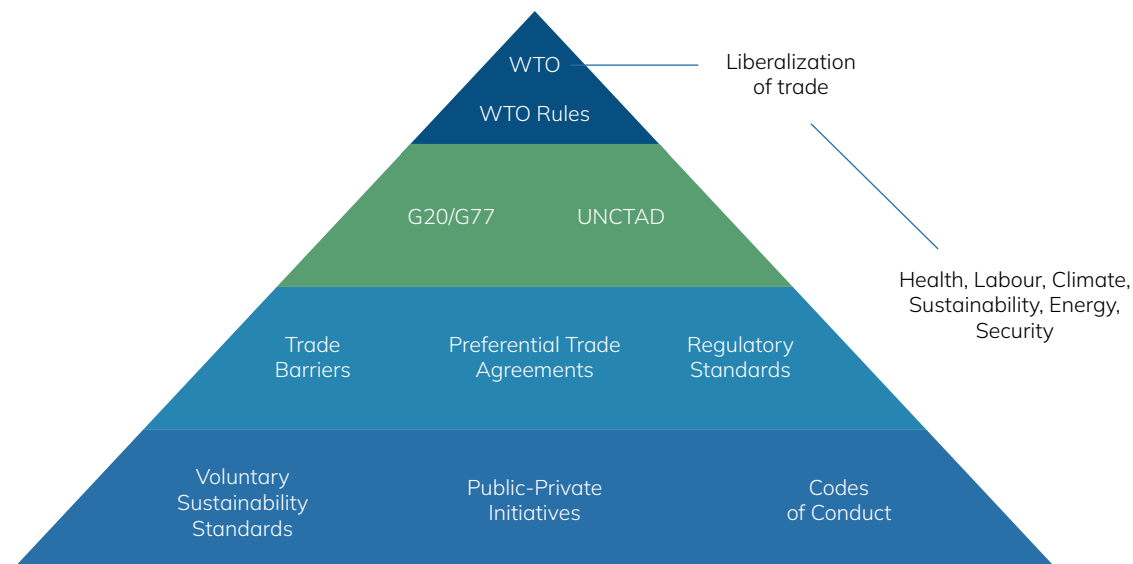 WTO
WTO Rules
Liberalization
of trade
G20/G77
UNCTAD
Health, Labour, Climate,
Sustainability, Energy,
Security
Trade
Barriers
Preferential Trade
Agreements
Regulatory
Standards
Voluntary
Sustainability
Standards
Public-Private
Initiatives
Codes
of Conduct